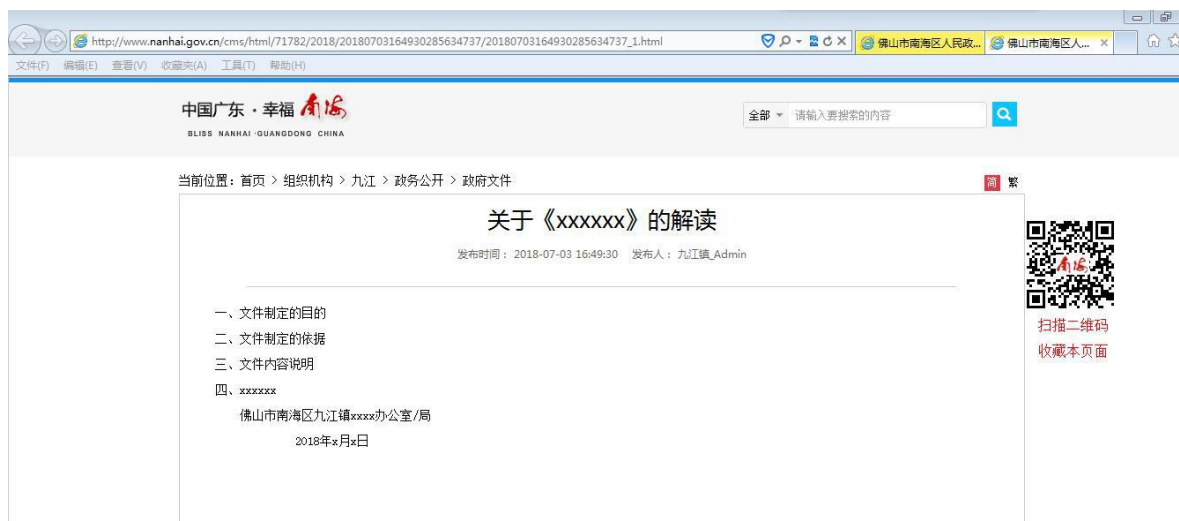 http://www.nanhai.gov.cn/cms/html/71782/2018/20180703164930285634737/20180703164930285634737_1.html
佛山市南海区人民政...
佛山市南海区人...
文件(F) 编辑(E) 查看(V) 收藏夹(A) 工具(T) 帮助(H)
中国广东·幸福 南海
BLISS NANHAI·GUANGDONG CHINA
全部 请输入要搜索的内容
当前位置：首页 > 组织机构 > 九江 > 政务公开 > 政府文件
简 繁
关于《xxxxxx》的解读
发布时间： 2018-07-03 16:49:30 发布人： 九江镇_Admin
一、文件制定的目的
二、文件制定的依据
三、文件内容说明
四、xxxxxx
佛山市南海区九江镇xxxx办公室/局
2018年x月x日
南海
扫描二维码
收藏本页面